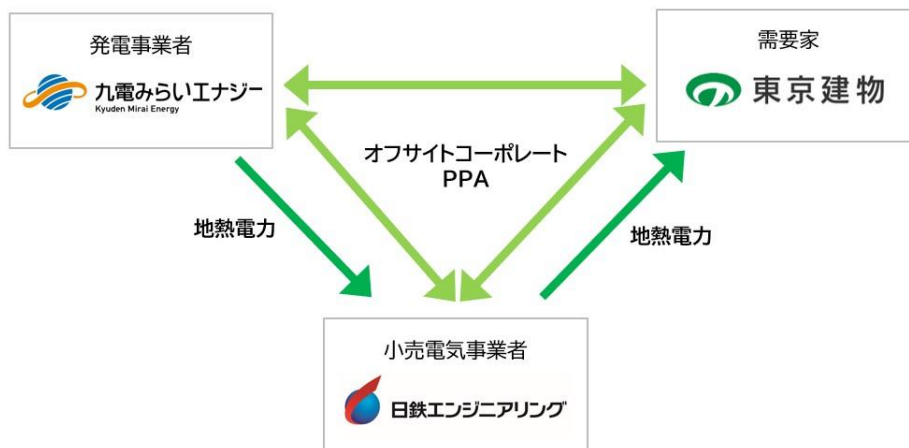 発電事業者
九電みらいエナジー
Kyuden Mirai Energy
需要家
東京建物
オフサイトコーポレート
PPA
地熱電力
地熱電力
小売電気事業者
日鉄エンジニアリング